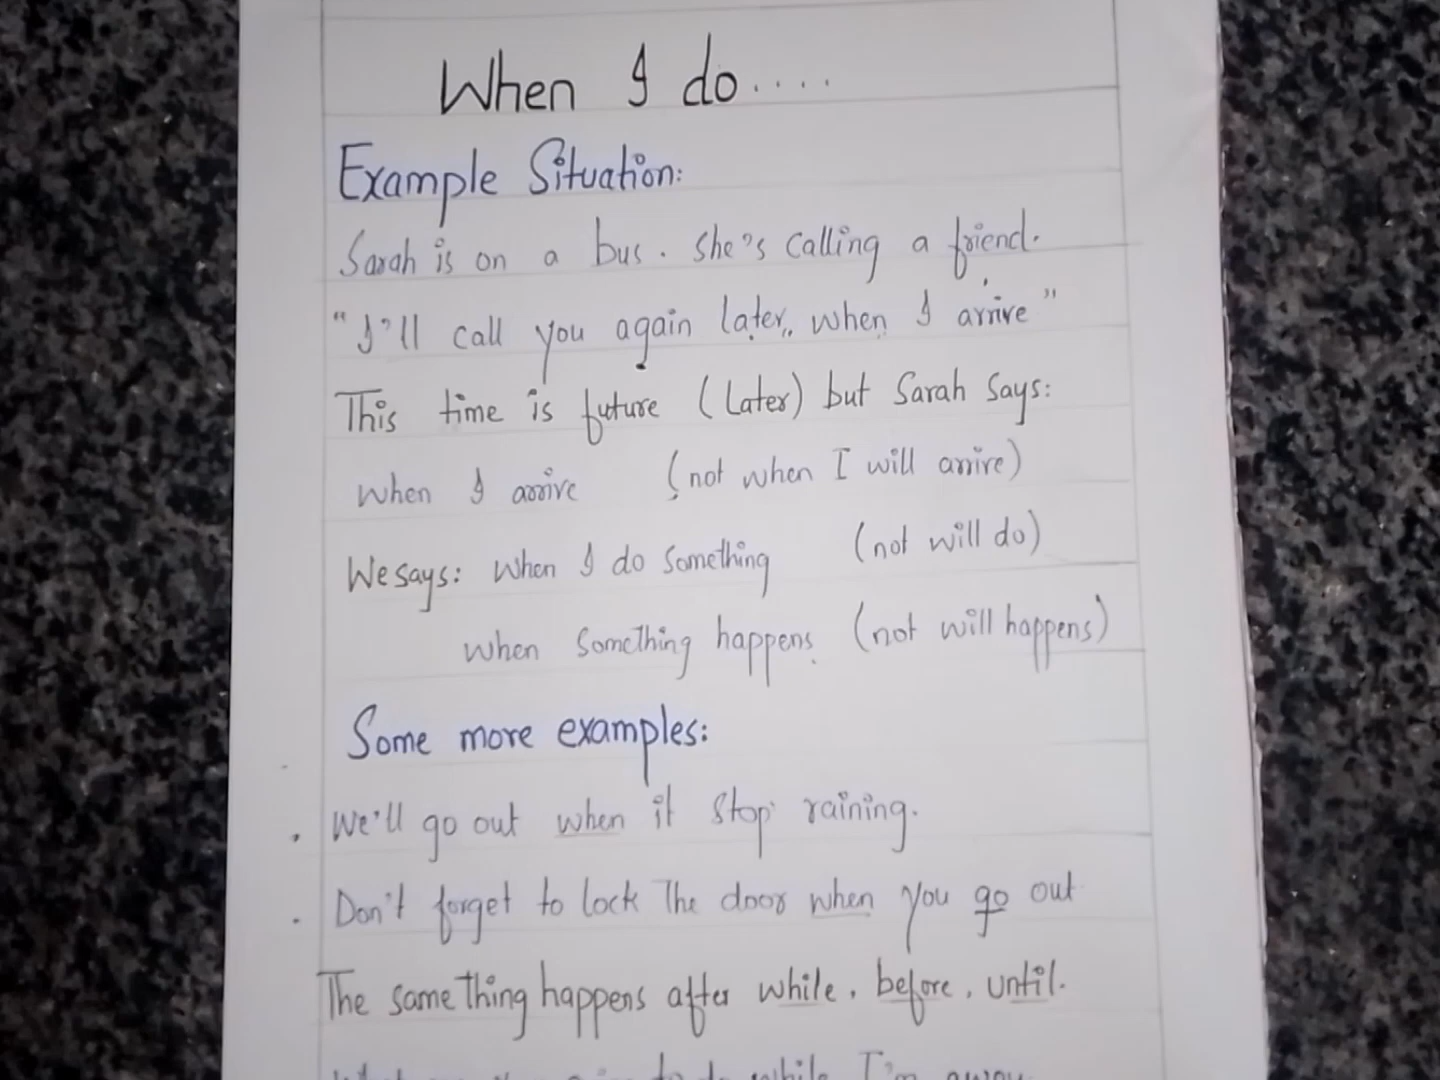 When I do....
Example Situation:
Sarah is on a bus. She's calling a friend.
"I'll call you again later, when I arrive"
This time is future (Later) but Sarah Says:
When I arrive (not when I will arrive)
We says: When I do Something (not will do)
when Something happens. (not will happens)
Some more examples:
. We'll go out when it Stop raining.
. Don't forget to lock The door when you go out
The same thing happens after while, before, until.
while I'm away